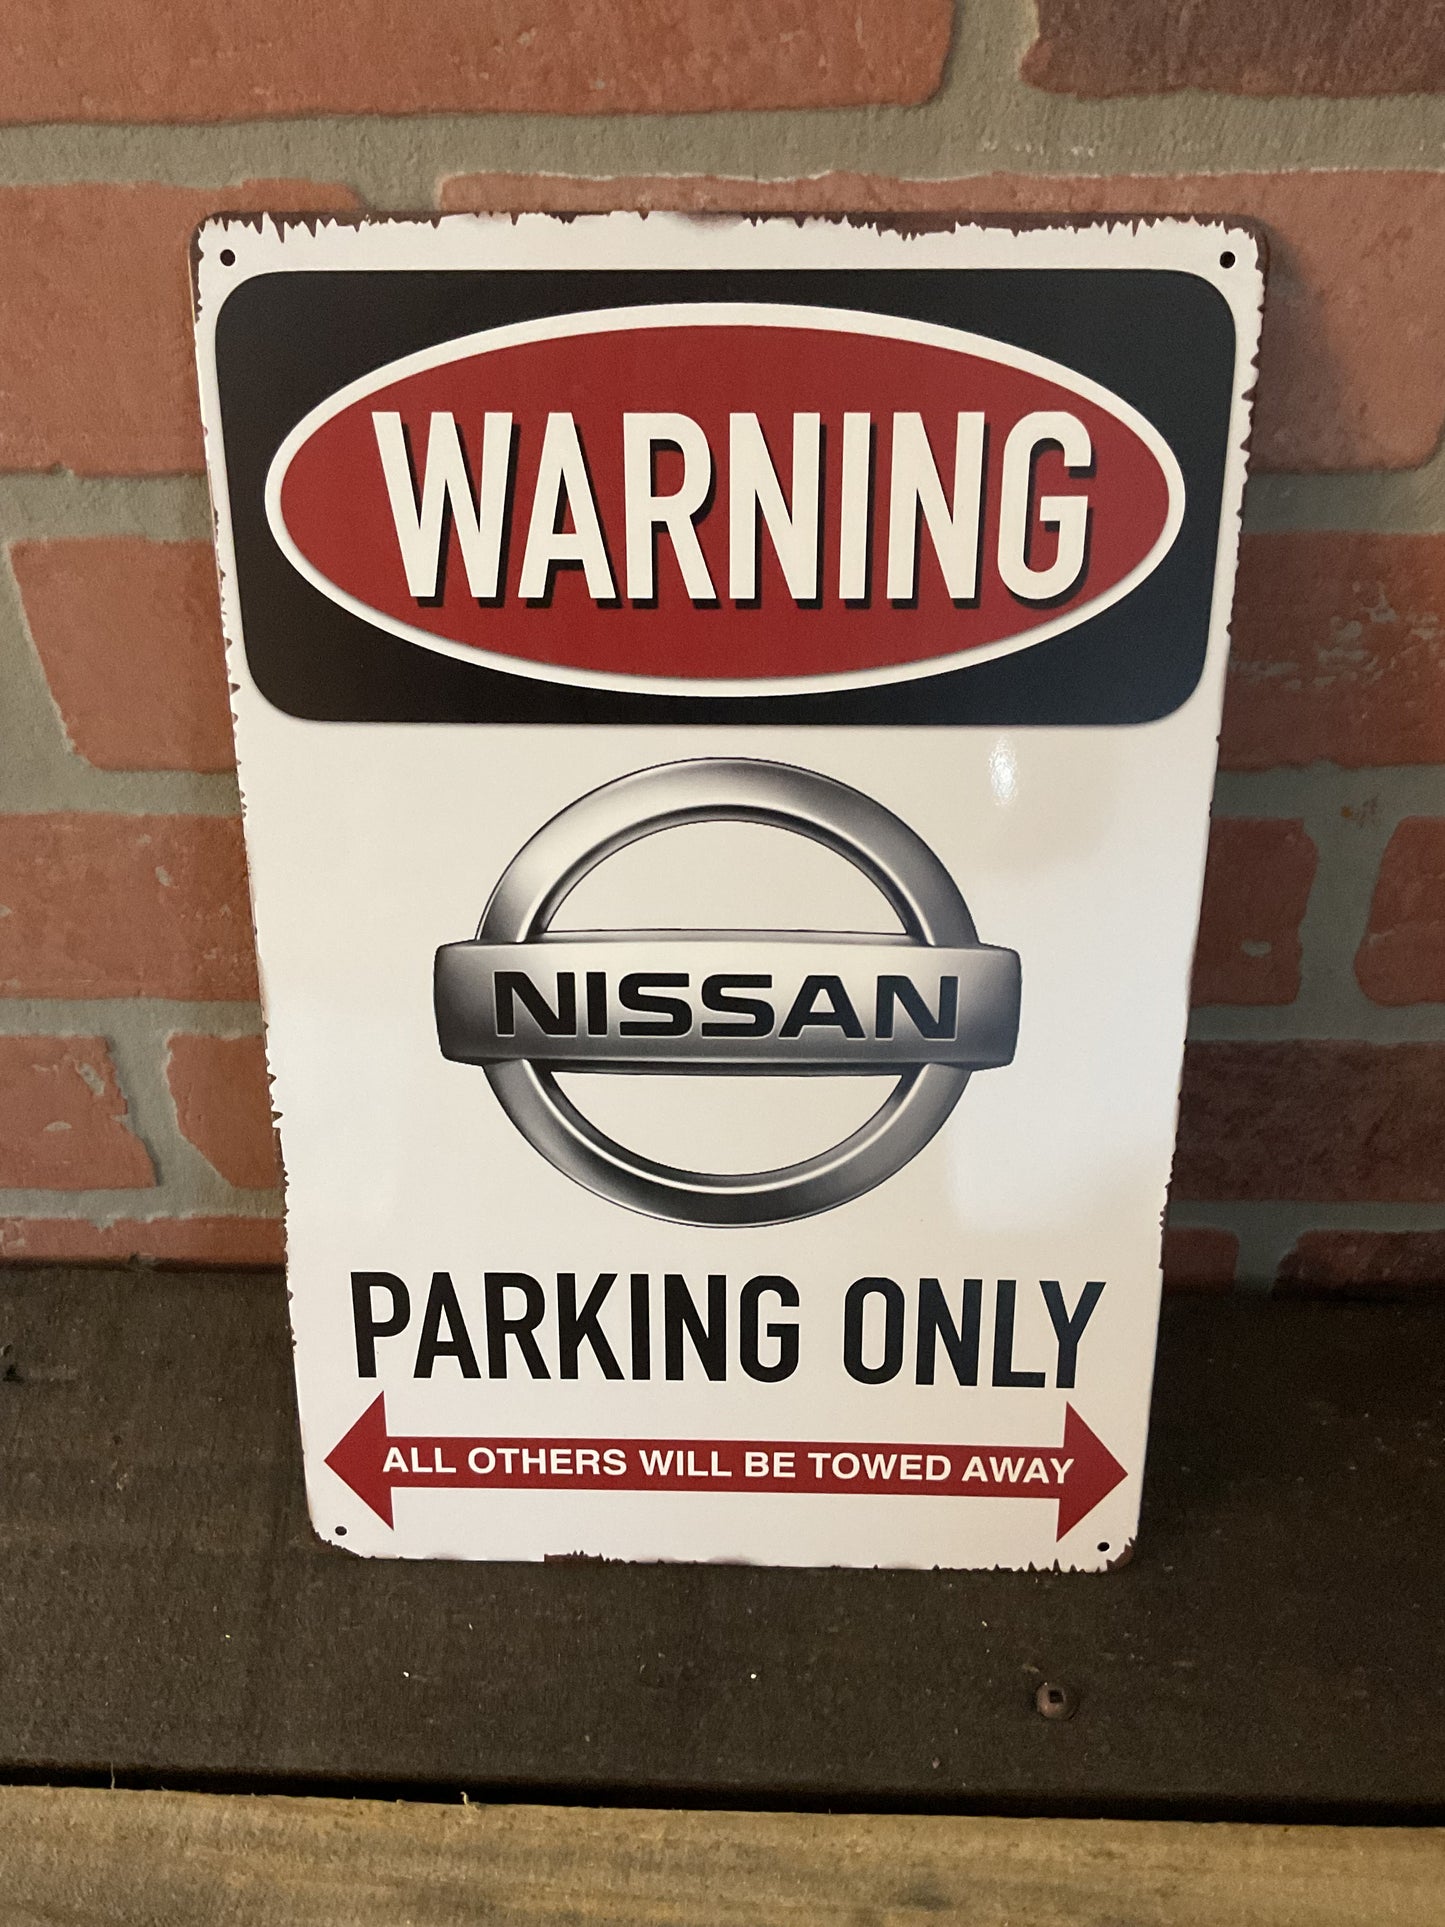 WARNING
NISSAN
PARKING ONLY
ALL OTHERS WILL BE TOWED AWAY